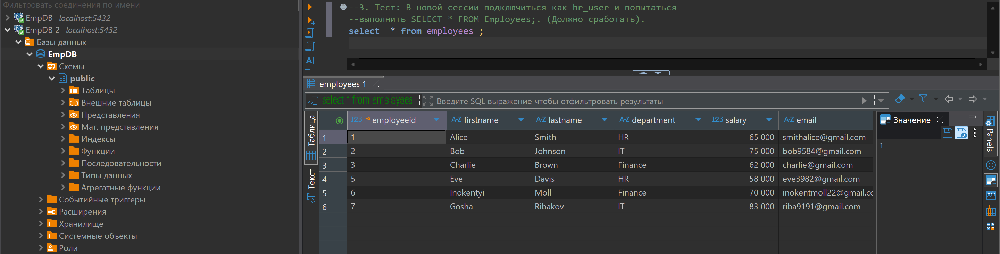 Фильтровать соединения по имени
EmpDB localhost:5432
EmpDB 2 localhost:5432
Базы данных
EmpDB
Схемы
public
Таблицы
Внешние таблицы
Представления
Мат. представления
Индексы
Функции
Последовательности
Типы данных
Агрегатные функции
Событийные триггеры
Расширения
Хранилище
Системные объекты
Роли
AI
--3. Тест: В новой сессии подключиться как hr_user и попытаться
--выполнить SELECT * FROM Employees;. (Должно сработать).
select * from employees ;
employees 1
select * from employees Введите SQL выражение чтобы отфильтровать результаты
Таблица
Текст
123 employeeid A-Z firstname A-Z lastname A-Z department 123 salary A-Z email
1 1 Alice Smith HR 65 000 smithalice@gmail.com
2 2 Bob Johnson IT 75 000 bob9584@gmail.com
3 3 Charlie Brown Finance 62 000 charlie@gmail.com
4 5 Eve Davis HR 58 000 eve3982@gmail.com
5 6 Inokentyi Moll Finance 70 000 inokentmoll22@gmail.cc
6 7 Gosha Ribakov IT 83 000 riba9191@gmail.com
Значение
1
Panels